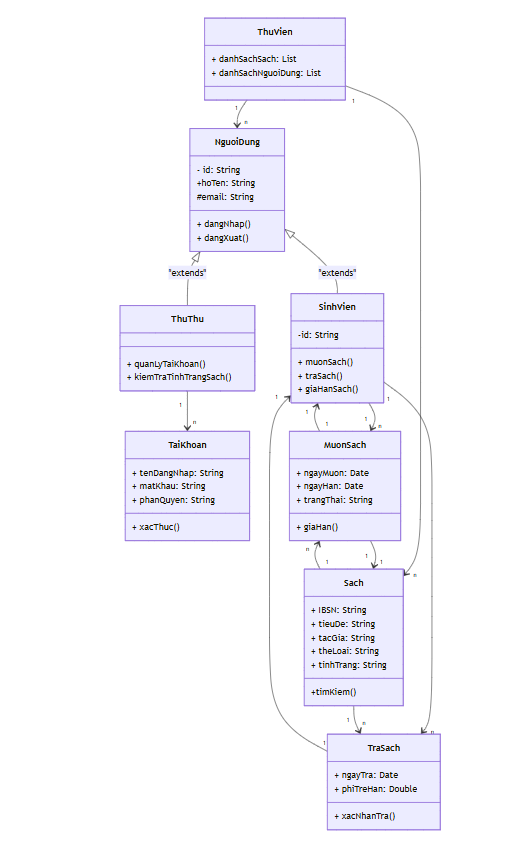 ThuVien
+ danhSachSach: List
+ danhSachNguoiDung: List
1
1
n
NguoiDung
- id: String
+hoTen: String
#email: String
+ dangNhap()
+ dangXuat()
"extends"
"extends"
ThuThu
+ quanLyTaiKhoan()
+ kiemTraTinhTrangSach()
SinhVien
-id: String
+ muonSach()
+ traSach()
+ giaHanSach()
1
n
1
1
1
1
n
1
TaiKhoan
+ tenDangNhap: String
+ matKhau: String
+ phanQuyen: String
+ xacThuc()
MuonSach
+ ngayMuon: Date
+ ngayHan: Date
+ trangThai: String
+ giaHan()
n
1
1
1
n
Sach
+ IBSN: String
+ tieuDe: String
+ tacGia: String
+ theLoai: String
+ tinhTrang: String
+timKiem()
1
n
n
1
TraSach
+ ngayTra: Date
+ phiTreHan: Double
+ xacNhanTra()